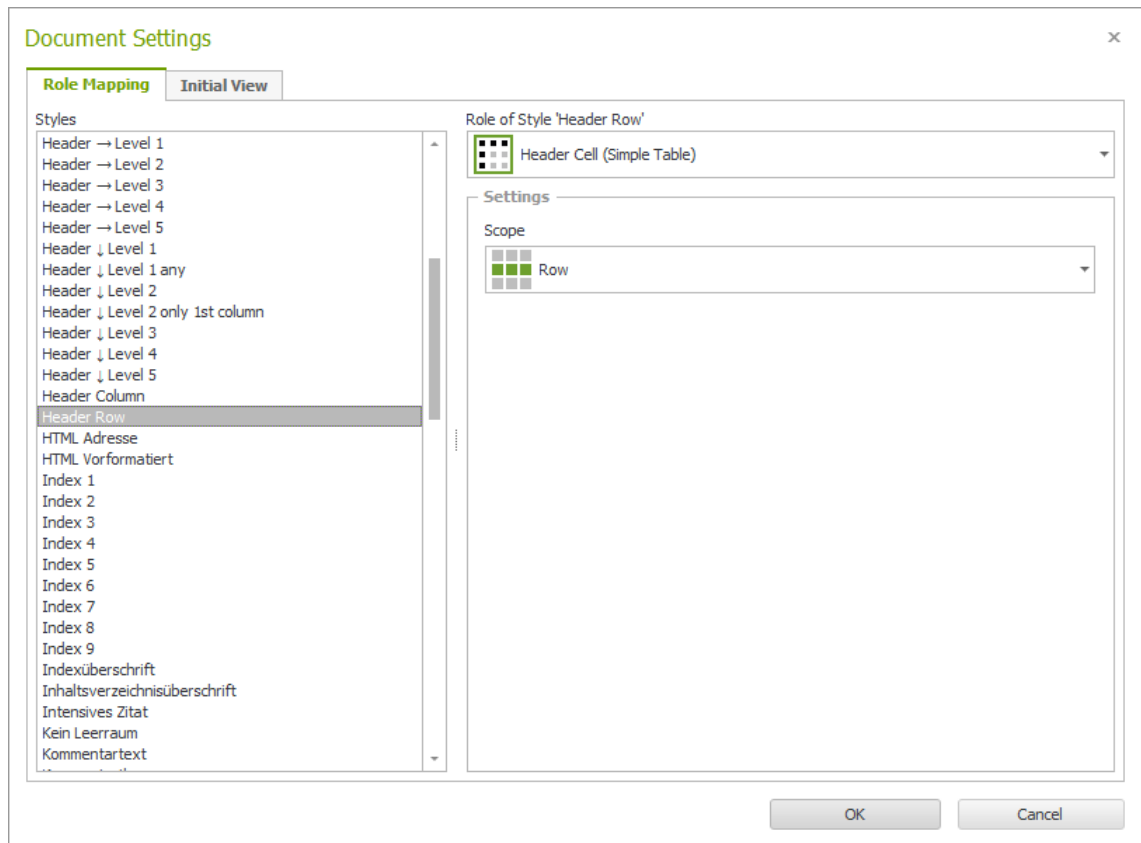 Document Settings
Role Mapping
Initial View
Styles
Header → Level 1
Header → Level 2
Header → Level 3
Header → Level 4
Header → Level 5
Header ↓ Level 1
Header ↓ Level 1 any
Header ↓ Level 2
Header ↓ Level 2 only 1st column
Header ↓ Level 3
Header ↓ Level 4
Header ↓ Level 5
Header Column
Header Row
HTML Adresse
HTML Vorformatiert
Index 1
Index 2
Index 3
Index 4
Index 5
Index 6
Index 7
Index 8
Index 9
Indexüberschrift
Inhaltsverzeichnisüberschrift
Intensives Zitat
Kein Leerraum
Kommentartext
Role of Style 'Header Row'
Header Cell (Simple Table)
Settings
Scope
Row
OK
Cancel